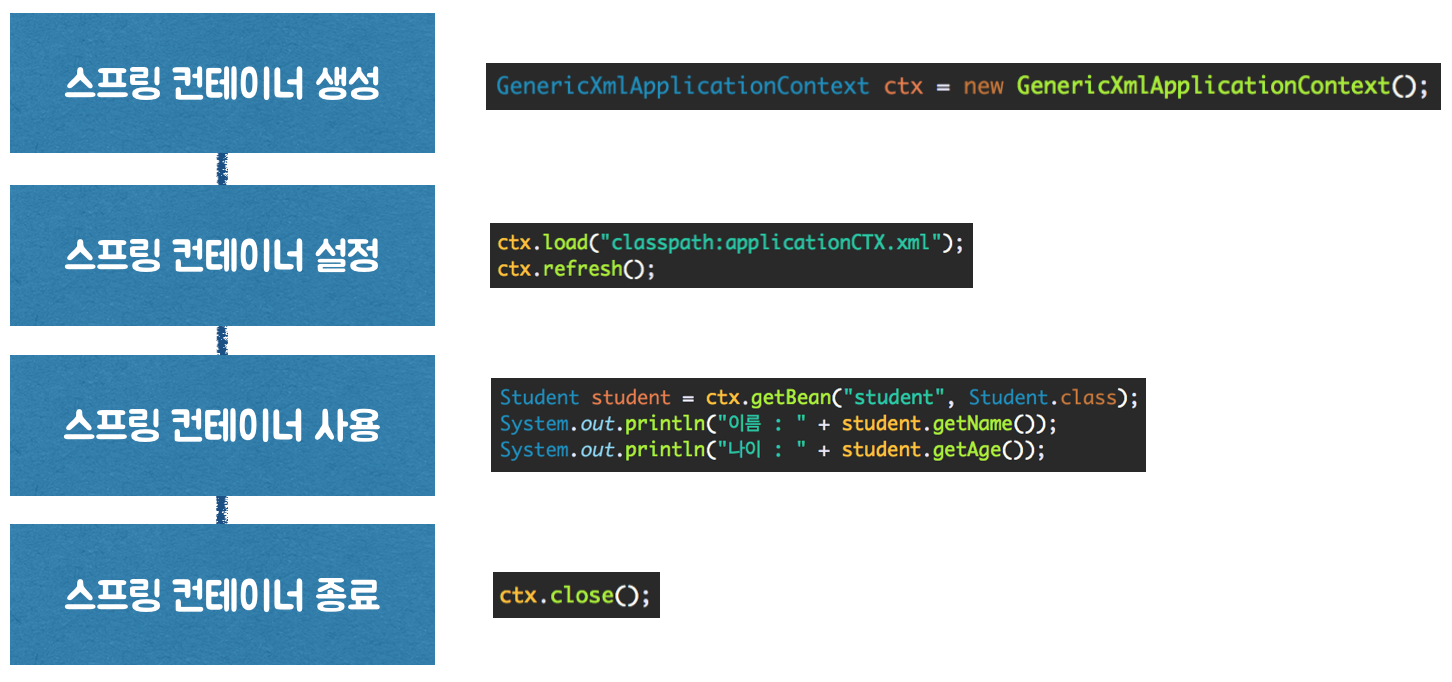 스프링 컨테이너 생성
GenericXmlApplicationContext ctx = new GenericXmlApplicationContext();
스프링 컨테이너 설정
ctx.load("classpath:applicationCTX.xml");
ctx.refresh();
스프링 컨테이너 사용
Student student = ctx.getBean("student", Student.class);
System.out.println("이름 : " + student.getName());
System.out.println("나이 : " + student.getAge());
스프링 컨테이너 종료
ctx.close();